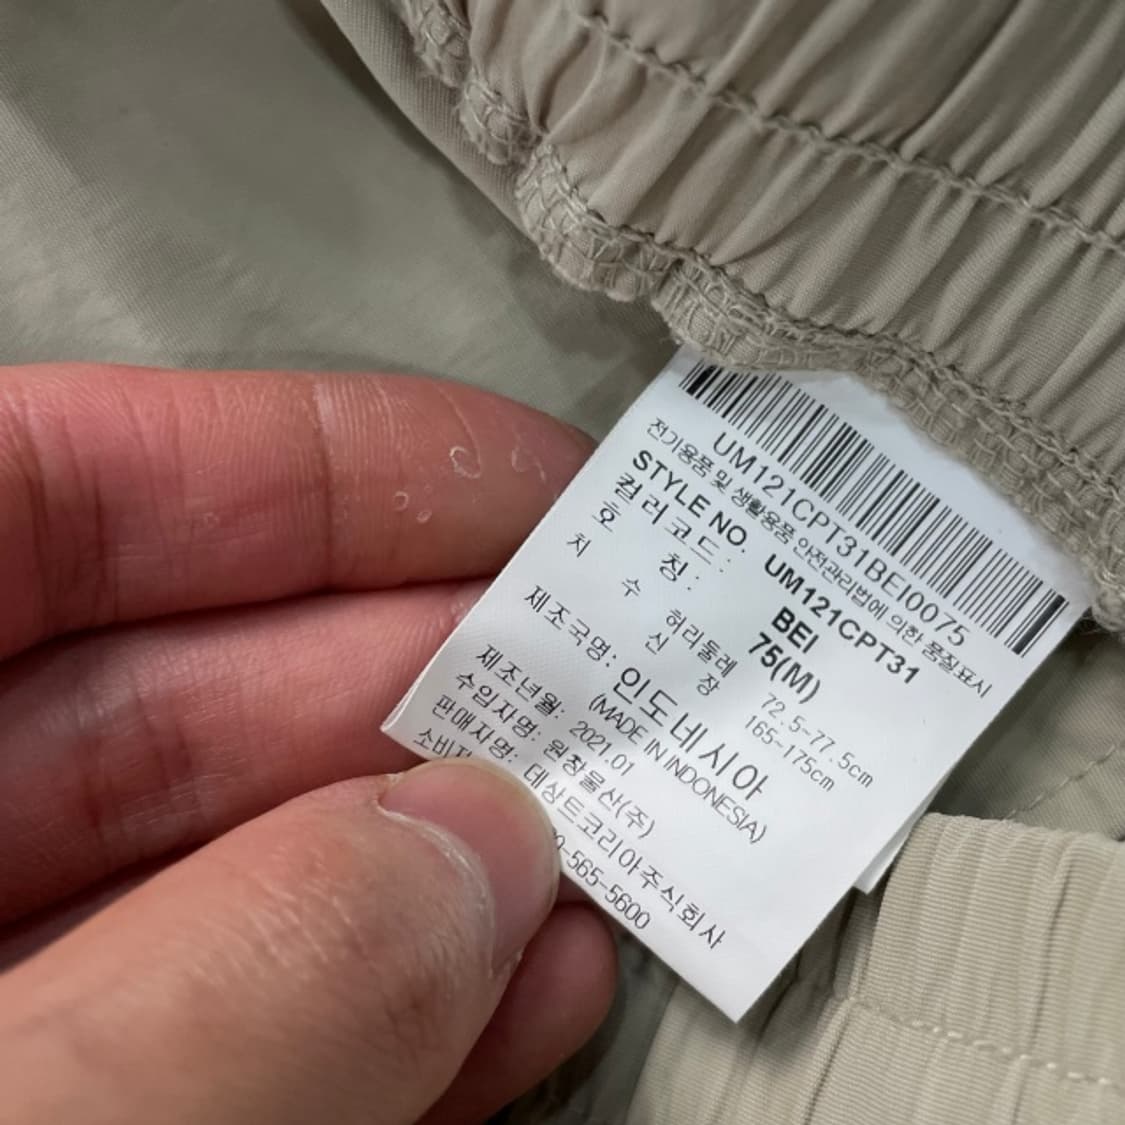 UM121CPT31BEI0075
전기용품 및 생활용품 안전관리법에 의한 품질표시
STYLE NO. UM121CPT31
컬러코드: BEI
호 칭: 75(M)
치 수 허리둘레 72.5~77.5cm
신 장 165~175cm
제조국명: 인도네시아
(MADE IN INDONESIA)
제조년월: 2021.01
수입자명: 원창물산(주)
판매자명: 데상트코리아주식회사
-565-5600